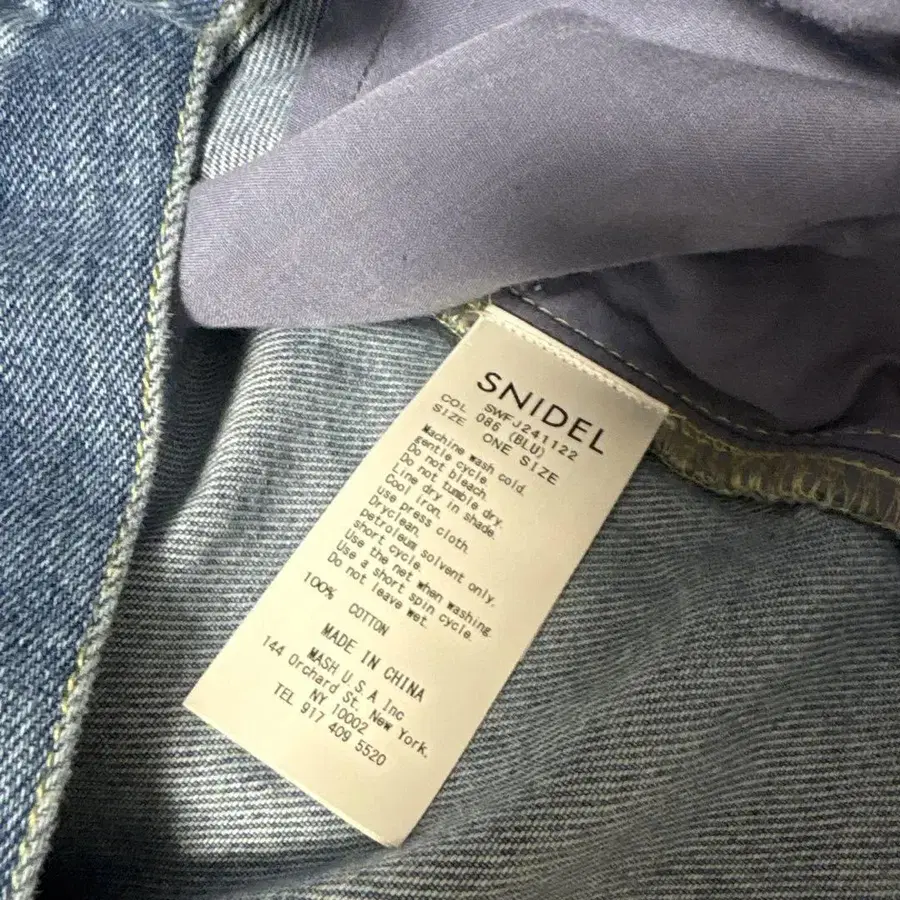 SNIDEL
SWFJ241122
COL 086 (BLU)
SIZE ONE SIZE
Machine wash cold.
gentle cycle.
Do not bleach.
Do not tumble dry.
Line dry in shade.
Cool iron.
Use press cloth.
Dryclean.
petroleum solvent only.
short cycle.
Use the net when washing.
Use a short spin cycle.
Do not leave wet.
100% COTTON
MADE IN CHINA
MASH U.S.A Inc
144 Orchard St. New York.
NY 10002
TEL 917 409 5520